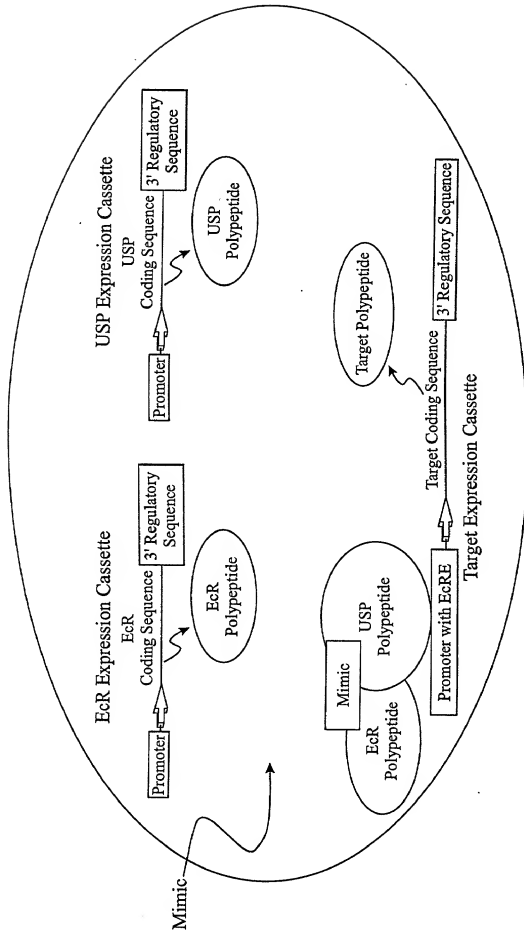 EcR Expression Cassette
EcR
Coding Sequence
Promoter
3' Regulatory
Sequence
EcR
Polypeptide
USP Expression Cassette
USP
Coding Sequence
Promoter
3' Regulatory
Sequence
USP
Polypeptide
Mimic
Mimic
EcR
Polypeptide
USP
Polypeptide
Promoter with EcRE
Target Polypeptide
Target Coding Sequence
3' Regulatory Sequence
Target Expression Cassette